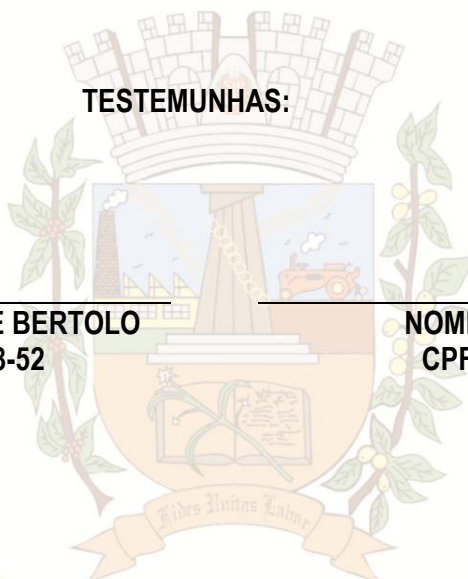 TESTEMUNHAS:
E BERTOLO
NOM
3-52
CPF
Fides Unitas Labor